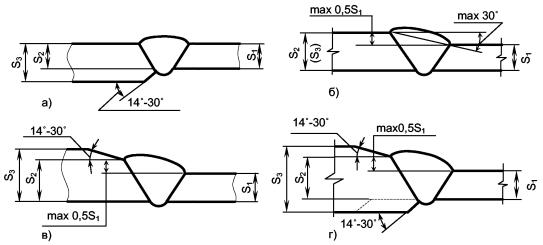 S₃
S₂
S₁
14˚-30˚
а)
max 0,5S₁
max 30˚
S₂
(S₃)
S₁
б)
14˚-30˚
S₃
S₂
S₁
max 0,5S₁
в)
14˚-30˚
max0,5S₁
S₃
S₂
S₁
14˚-30˚
г)